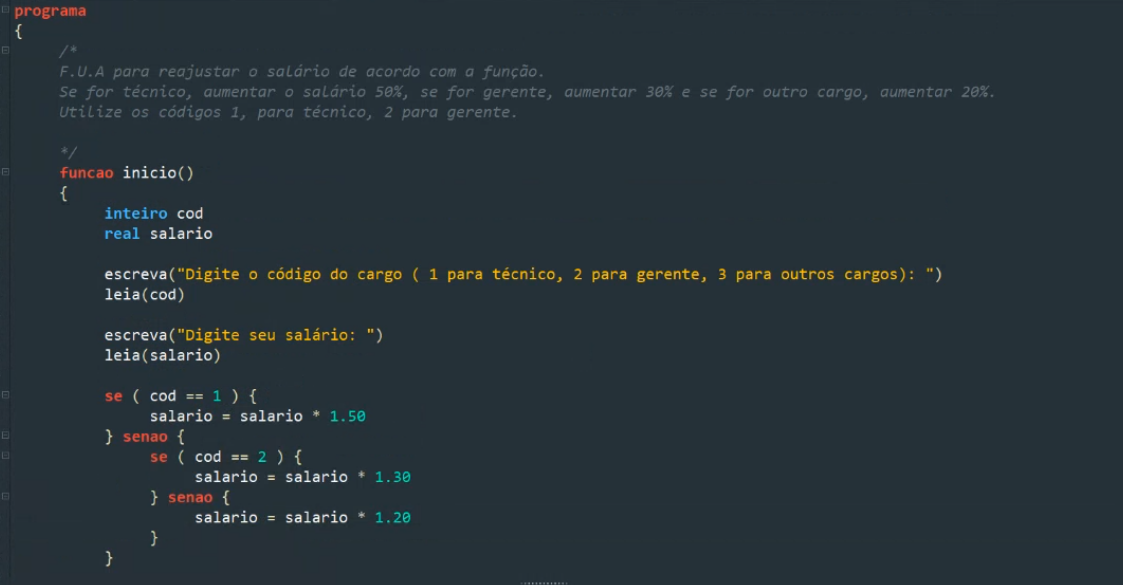 programa
{
/*
F.U.A para reajustar o salário de acordo com a função.
Se for técnico, aumentar o salário 50%, se for gerente, aumentar 30% e se for outro cargo, aumentar 20%.
Utilize os códigos 1, para técnico, 2 para gerente.
*/
funcao inicio()
{
inteiro cod
real salario
escreva("Digite o código do cargo ( 1 para técnico, 2 para gerente, 3 para outros cargos): ")
leia(cod)
escreva("Digite seu salário: ")
leia(salario)
se ( cod == 1 ) {
salario = salario * 1.50
} senao {
se ( cod == 2 ) {
salario = salario * 1.30
} senao {
salario = salario * 1.20
}
}